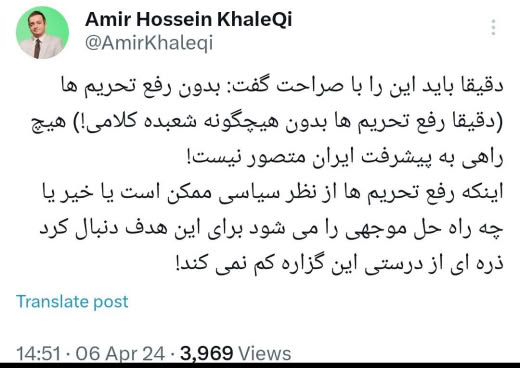 Amir Hossein KhaleQi
@AmirKhaleqi
دقیقا باید این را با صراحت گفت: بدون رفع تحریم ها
(دقیقا رفع تحریم ها بدون هیچگونه شعبده کلامی!) هیچ
راهی به پیشرفت ایران متصور نیست!
اینکه رفع تحریم ها از نظر سیاسی ممکن است یا خیر یا
چه راه حل موجهی را می شود برای این هدف دنبال کرد
ذره ای از درستی این گزاره کم نمی کند!
Translate post
14:51 · 06 Apr 24 · 3,969 Views